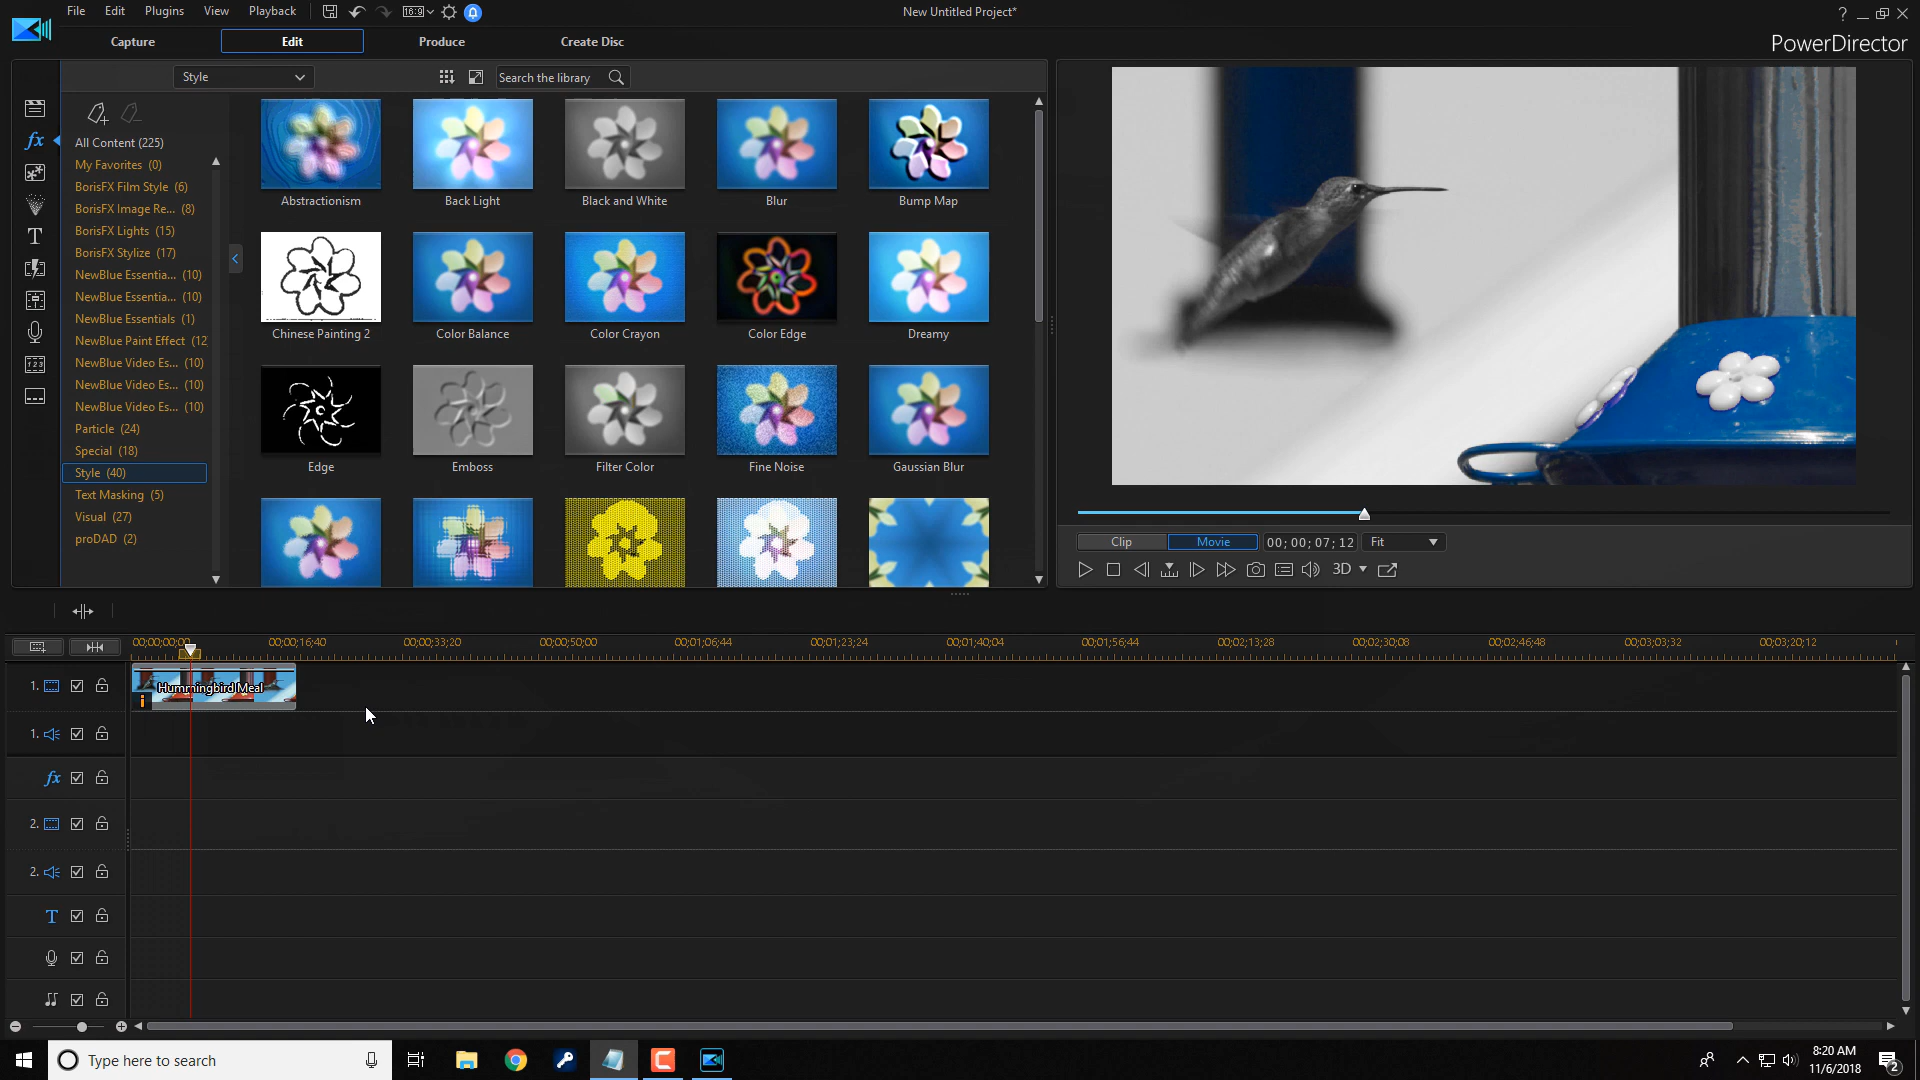 File Edit Plugins View Playback 16:9 New Untitled Project* ?
Capture Edit Produce Create Disc PowerDirector
Style Search the library
All Content (225)
My Favorites (0)
BorisFX Film Style (6)
BorisFX Image Re... (8)
BorisFX Lights (15)
BorisFX Stylize (17)
NewBlue Essentia... (10)
NewBlue Essentia... (10)
NewBlue Essentials (1)
NewBlue Paint Effect (12
NewBlue Video Es... (10)
NewBlue Video Es... (10)
NewBlue Video Es... (10)
Particle (24)
Special (18)
Style (40)
Text Masking (5)
Visual (27)
proDAD (2)
Abstractionism Back Light Black and White Blur Bump Map
Chinese Painting 2 Color Balance Color Crayon Color Edge Dreamy
Edge Emboss Filter Color Fine Noise Gaussian Blur
Clip Movie 00; 00; 07; 12 Fit
3D
00;00;00;00 00;00;16;40 00;00;33;20 00;00;50;00 00;01;06;44 00;01;23;24 00;01;40;04 00;01;56;44 00;02;13;28 00;02;30;08 00;02;46;48 00;03;03;32 00;03;20;12
1. Hummingbird Meal
1.
fx
2.
2.
T
Type here to search
8:20 AM
11/6/2018
2